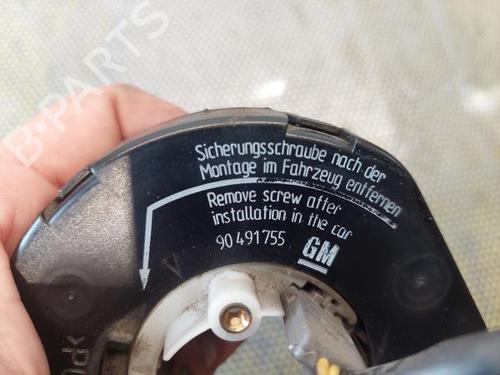 B-PARTS
Sicherungsschraube nach der
Montage im Fahrzeug entfernen
Remove screw after
installation in the car
90 491 755
GM